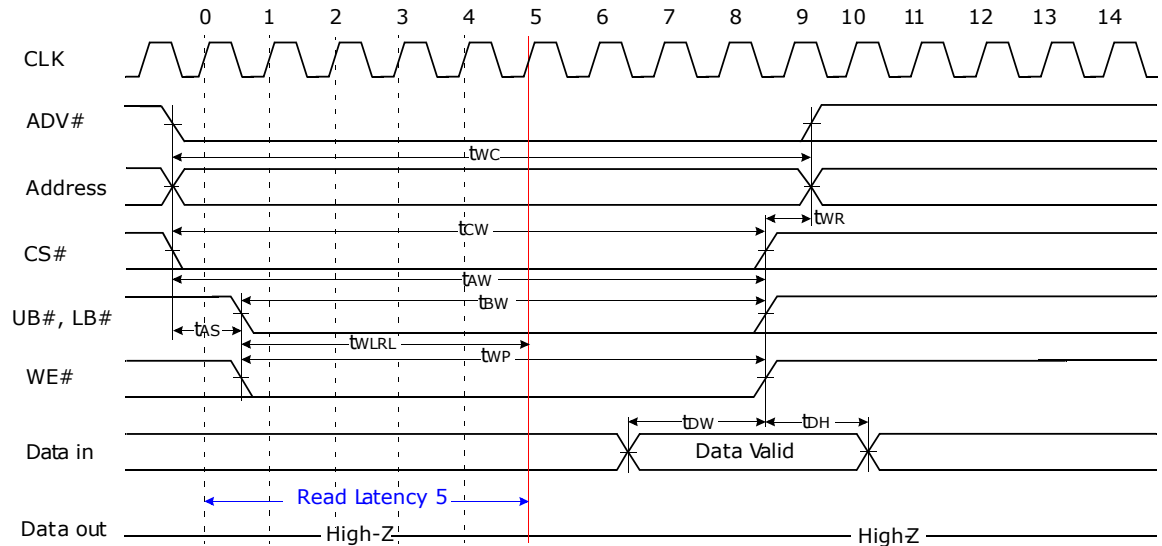 0 1 2 3 4 5 6 7 8 9 10 11 12 13 14
CLK
ADV#
tWC
Address
tWR
tCW
CS#
tAW
tBW
UB#, LB#
tAS
tWLRL
tWP
WE#
tDW
tDH
Data in
Data Valid
Read Latency 5
Data out
High-Z
High-Z